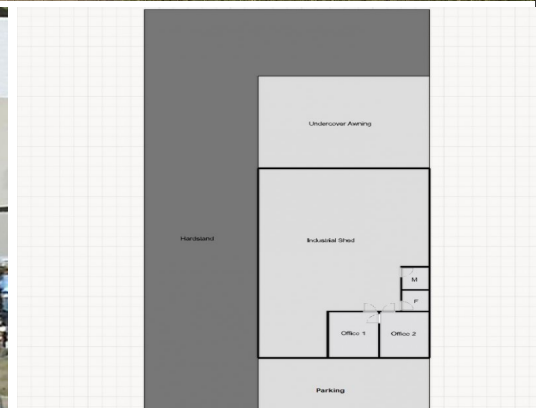 Undercover Awning
Hardstand
Industrial Shed
M
F
Office 1
Office 2
Parking